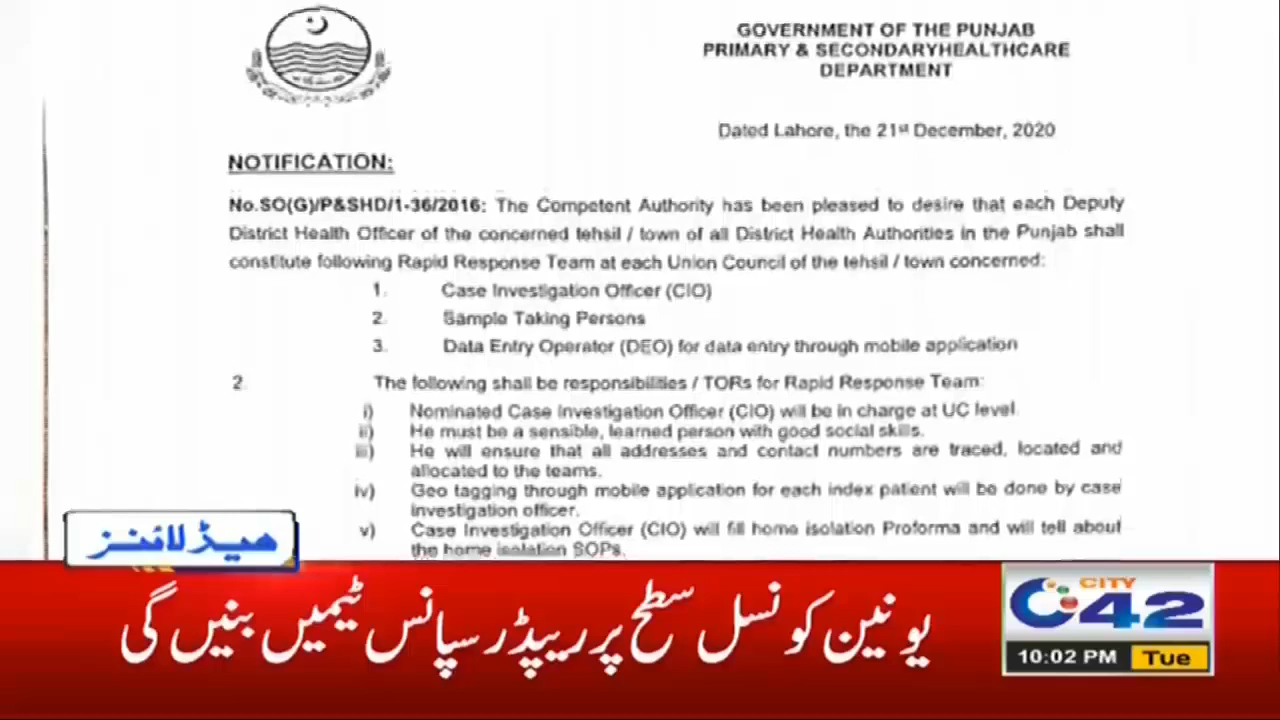 GOVERNMENT OF THE PUNJAB
PRIMARY & SECONDARYHEALTHCARE
DEPARTMENT
Dated Lahore, the 21st December, 2020
NOTIFICATION:
No.SO(G)/P&SHD/1-36/2016: The Competent Authority has been pleased to desire that each Deputy
District Health Officer of the concerned tehsil / town of all District Health Authorities in the Punjab shall
constitute following Rapid Response Team at each Union Council of the tehsil / town concerned:
1. Case Investigation Officer (CIO)
2. Sample Taking Persons
3. Data Entry Operator (DEO) for data entry through mobile application
2. The following shall be responsibilities / TORs for Rapid Response Team:
i) Nominated Case Investigation Officer (CIO) will be in charge at UC level.
ii) He must be a sensible, learned person with good social skills.
iii) He will ensure that all addresses and contact numbers are traced, located and
allocated to the teams.
iv) Geo tagging through mobile application for each index patient will be done by case
investigation officer.
v) Case Investigation Officer (CIO) will fill home isolation Proforma and will tell about
the home isolation SOPs.
ہیڈلائنز
یونین کونسل سطح پر ریپڈ رسپانس ٹیمیں بنیں گی
CITY
42
10:02 PM Tue